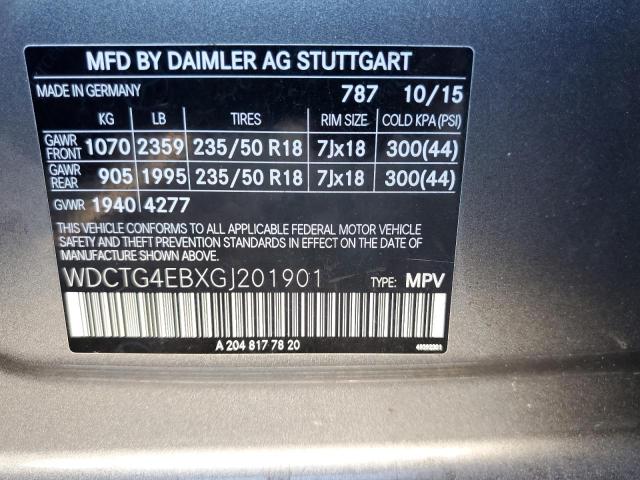 MFD BY DAIMLER AG STUTTGART
MADE IN GERMANY 787 10/15
KG LB TIRES RIM SIZE COLD KPA(PSI)
GAWR FRONT 1070 2359 235/50 R18 7Jx18 300(44)
GAWR REAR 905 1995 235/50 R18 7Jx18 300(44)
GVWR 1940 4277
THIS VEHICLE CONFORMS TO ALL APPLICABLE FEDERAL MOTOR VEHICLE
SAFETY AND THEFT PREVENTION STANDARDS IN EFFECT ON THE DATE OF
MANUFACTURE SHOWN ABOVE.
WDCTG4EBXGJ201901 TYPE: MPV
A 204 817 78 20